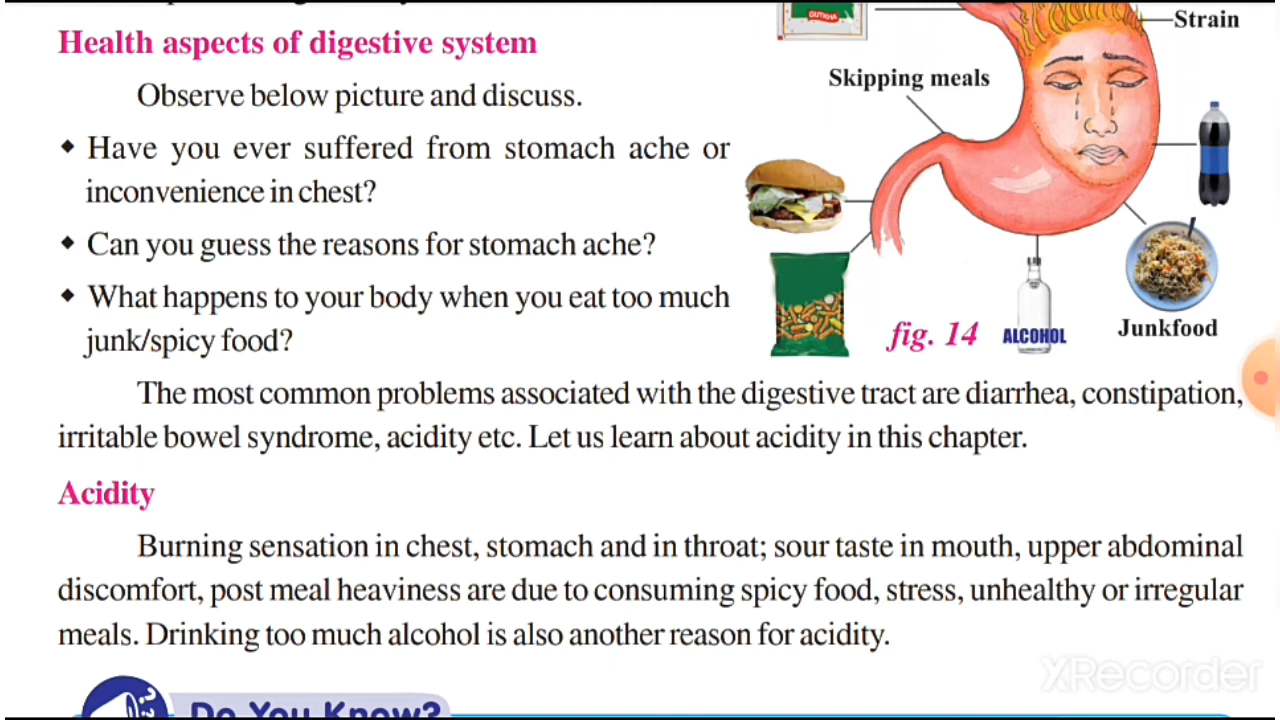 Health aspects of digestive system
Observe below picture and discuss.
◆ Have you ever suffered from stomach ache or
inconvenience in chest?
◆ Can you guess the reasons for stomach ache?
◆ What happens to your body when you eat too much
junk/spicy food?
GUTKHA
Strain
Skipping meals
fig. 14
ALCOHOL
Junkfood
The most common problems associated with the digestive tract are diarrhea, constipation,
irritable bowel syndrome, acidity etc. Let us learn about acidity in this chapter.
Acidity
Burning sensation in chest, stomach and in throat; sour taste in mouth, upper abdominal
discomfort, post meal heaviness are due to consuming spicy food, stress, unhealthy or irregular
meals. Drinking too much alcohol is also another reason for acidity.
Do You Know?
XRecorder